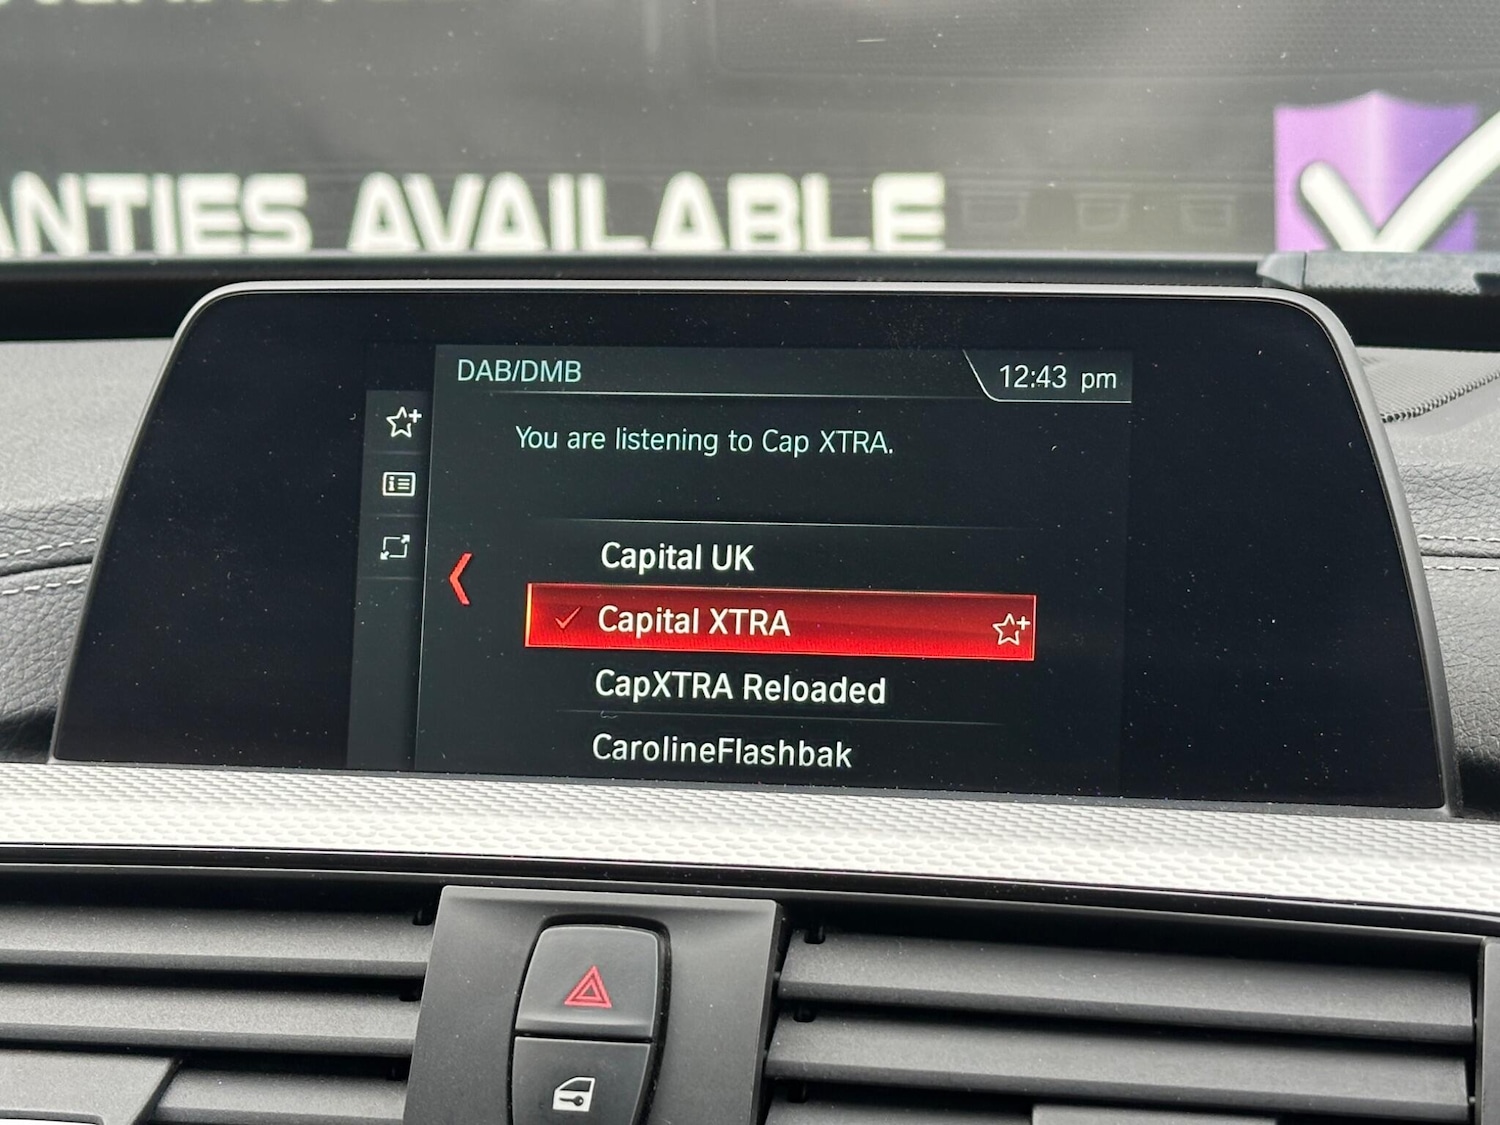 ANTIES AVAILABLE
DAB/DMB
12:43 pm
You are listening to Cap XTRA.
Capital UK
Capital XTRA
CapXTRA Reloaded
CarolineFlashbak